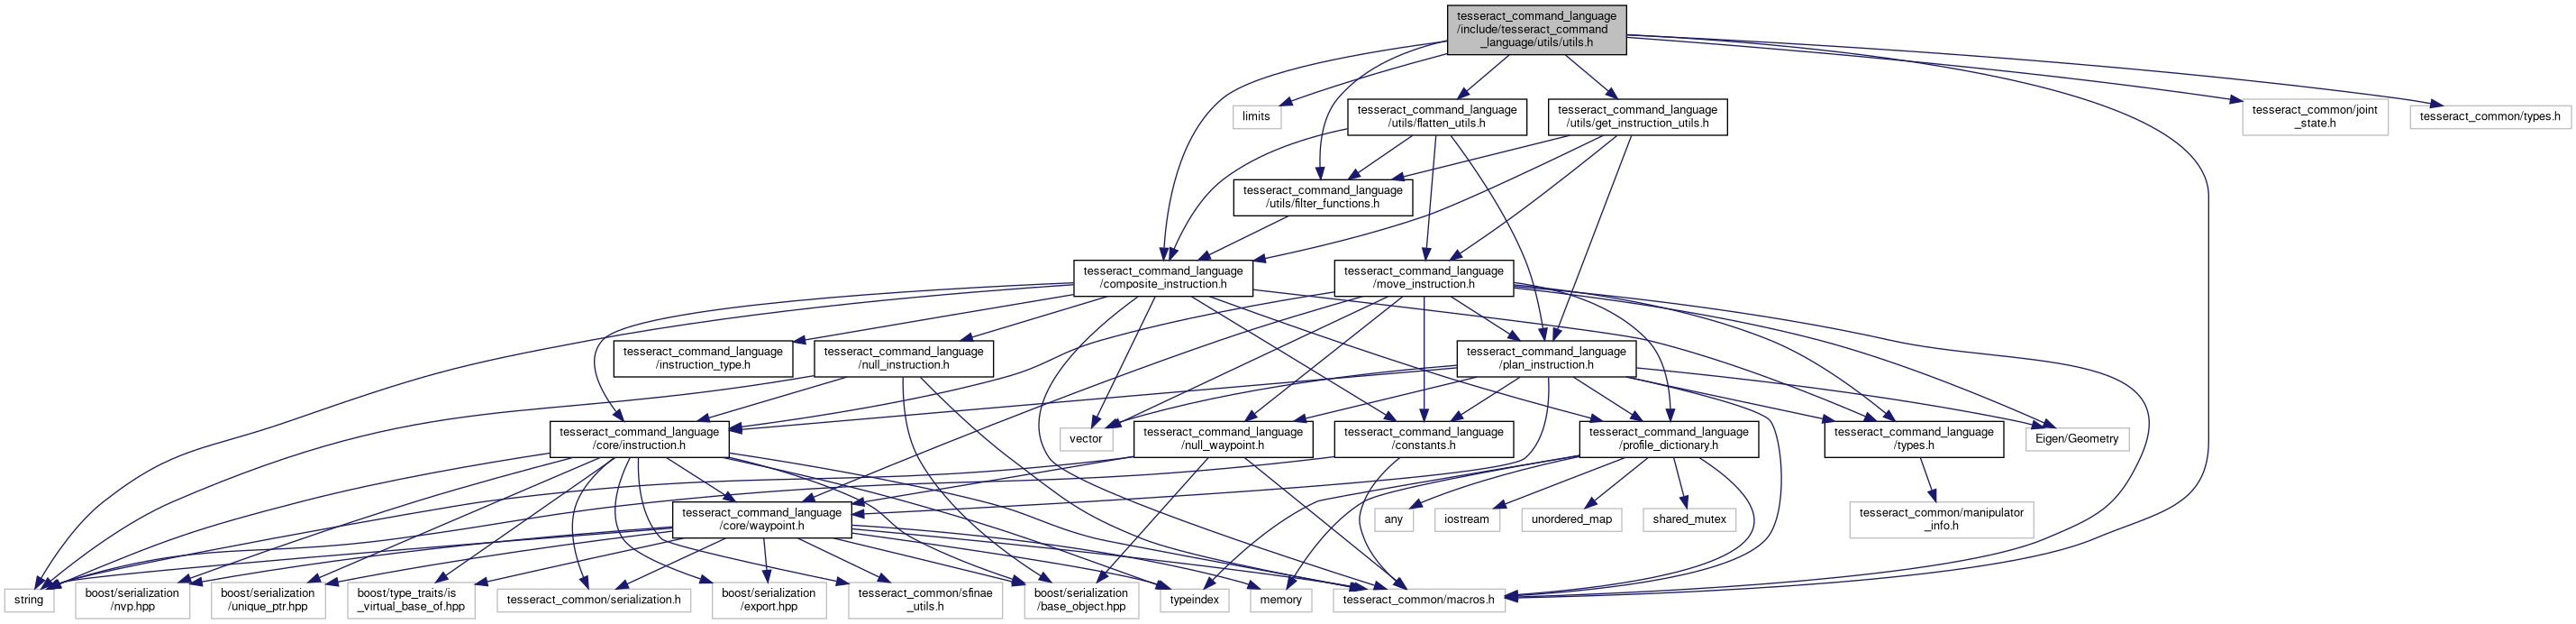 tesseract_command_language
/include/tesseract_command
_language/utils/utils.h
limits
tesseract_command_language
/utils/flatten_utils.h
tesseract_command_language
/utils/get_instruction_utils.h
tesseract_common/joint
_state.h
tesseract_common/types.h
tesseract_command_language
/utils/filter_functions.h
tesseract_command_language
/composite_instruction.h
tesseract_command_language
/move_instruction.h
tesseract_command_language
/instruction_type.h
tesseract_command_language
/null_instruction.h
tesseract_command_language
/plan_instruction.h
tesseract_command_language
/core/instruction.h
vector
tesseract_command_language
/null_waypoint.h
tesseract_command_language
/constants.h
tesseract_command_language
/profile_dictionary.h
tesseract_command_language
/types.h
Eigen/Geometry
tesseract_command_language
/core/waypoint.h
any
iostream
unordered_map
shared_mutex
tesseract_common/manipulator
_info.h
string
boost/serialization
/nvp.hpp
boost/serialization
/unique_ptr.hpp
boost/type_traits/is
_virtual_base_of.hpp
tesseract_common/serialization.h
boost/serialization
/export.hpp
tesseract_common/sfinae
_utils.h
boost/serialization
/base_object.hpp
typeindex
memory
tesseract_common/macros.h